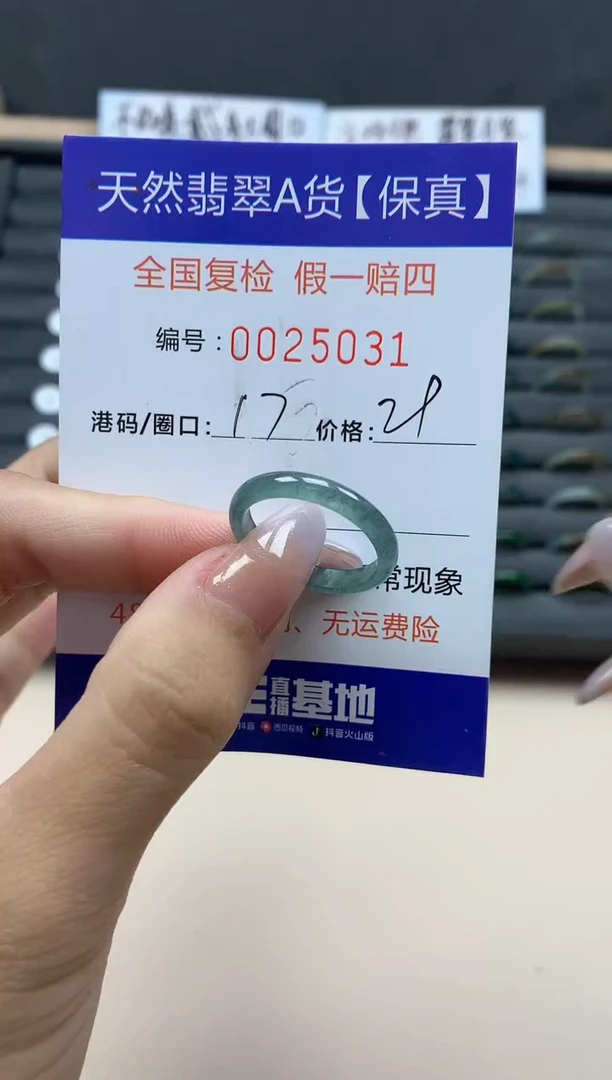 天然翡翠A货【保真】
全国复检 假一赔四
编号：0025031
港码/圈口：17 价格：21
常现象
、无运费险
直播基地
抖音 西瓜视频 抖音火山版